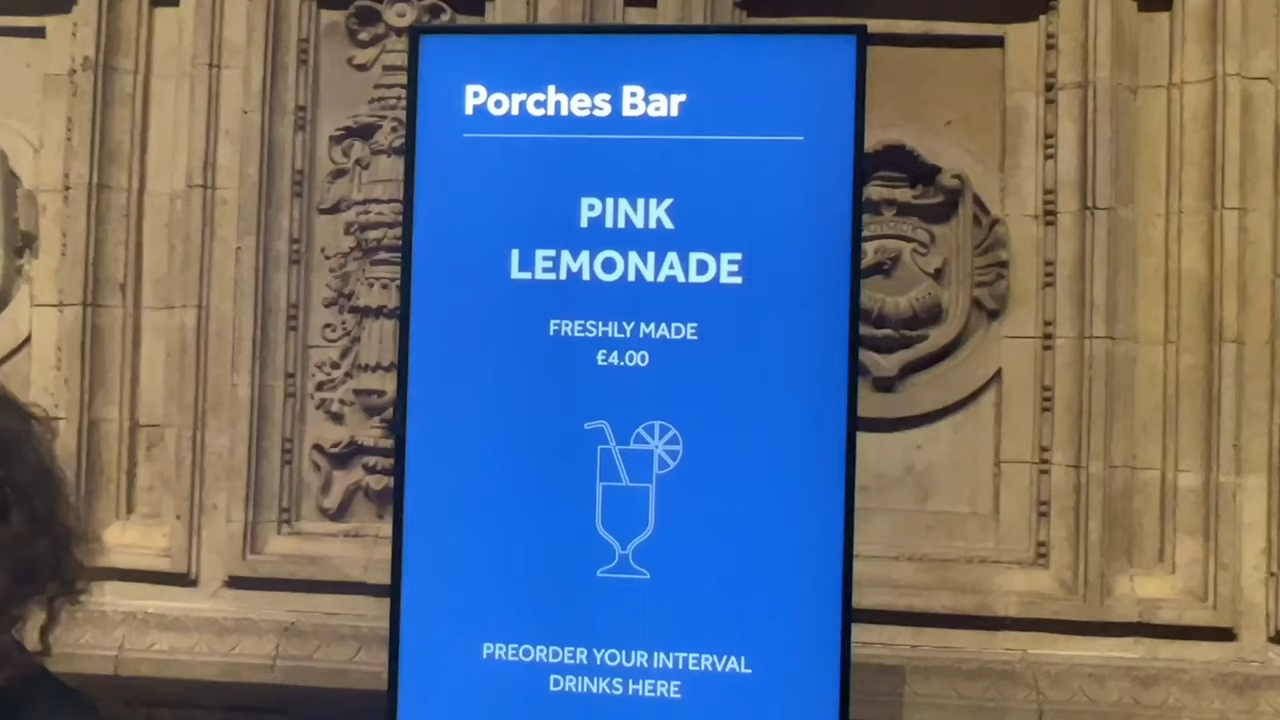 Porches Bar
PINK
LEMONADE
FRESHLY MADE
£4.00
PREORDER YOUR INTERVAL
DRINKS HERE